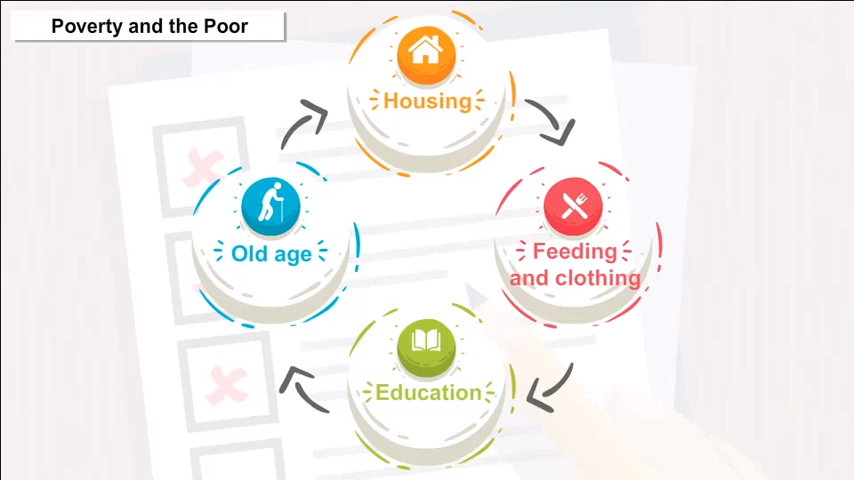 Poverty and the Poor
Housing
Old age
Feeding
and clothing
Education